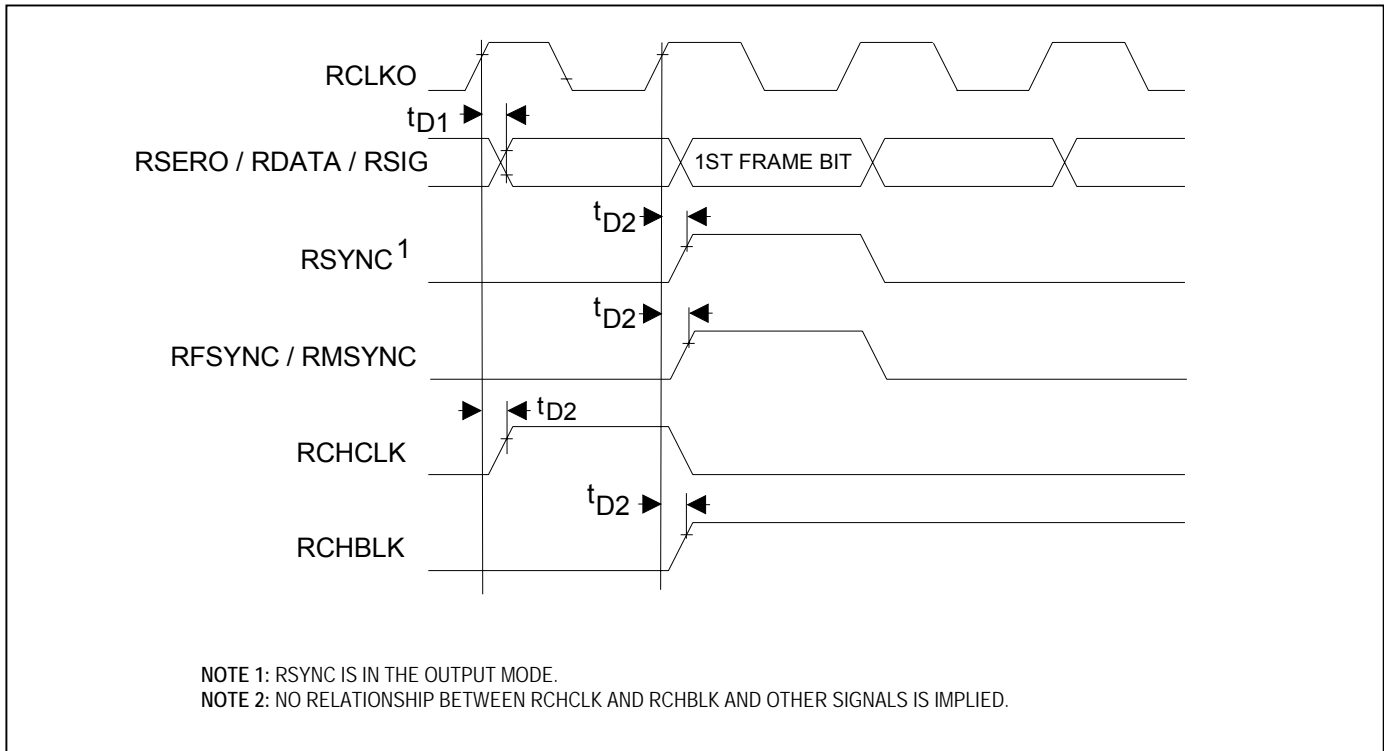 RCLKO
tD1
RSERO / RDATA / RSIG
1ST FRAME BIT
tD2
RSYNC1
tD2
RFSYNC / RMSYNC
tD2
RCHCLK
tD2
RCHBLK
NOTE 1: RSYNC IS IN THE OUTPUT MODE.
NOTE 2: NO RELATIONSHIP BETWEEN RCHCLK AND RCHBLK AND OTHER SIGNALS IS IMPLIED.